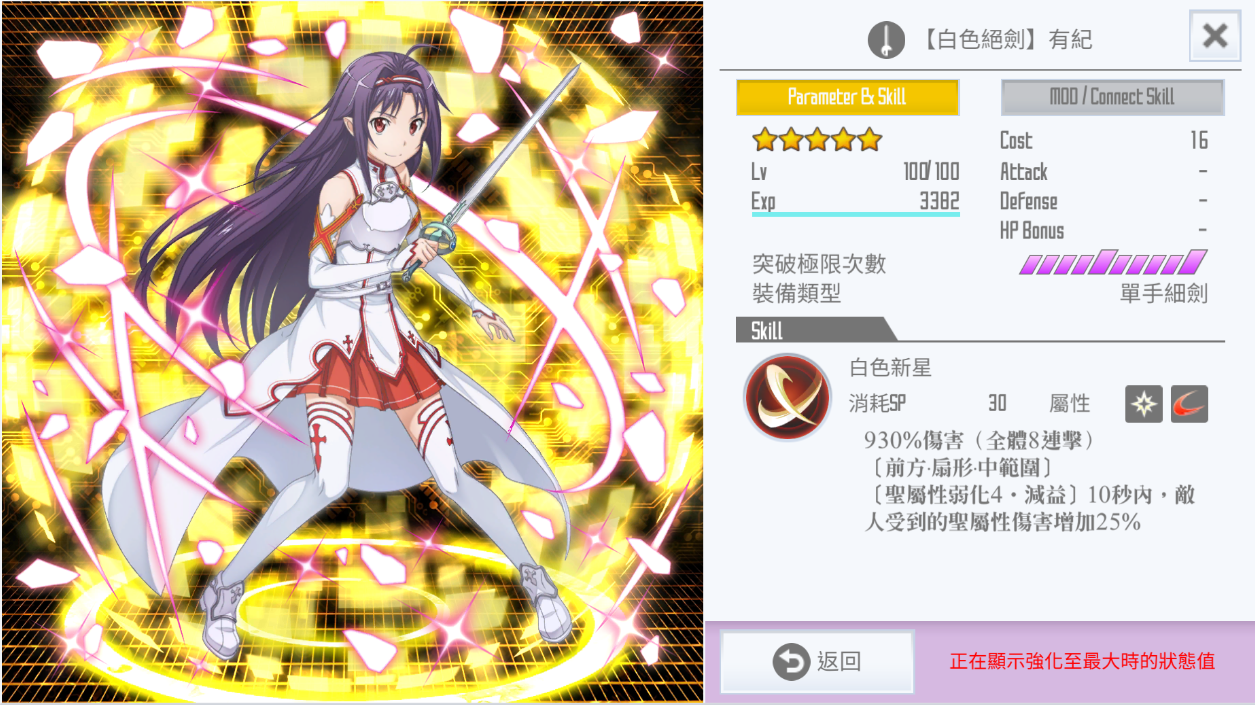 【白色絕劍】有紀
Parameter & Skill
MOD / Connect Skill
Lv 100/100
Exp 3382
Cost 16
Attack -
Defense -
HP Bonus -
突破極限次數
裝備類型 單手細劍
Skill
白色新星
消耗SP 30 屬性
930%傷害（全體8連擊）
〔前方·扇形·中範圍〕
〔聖屬性弱化4・減益〕10秒內，敵
人受到的聖屬性傷害增加25%
返回
正在顯示強化至最大時的狀態值